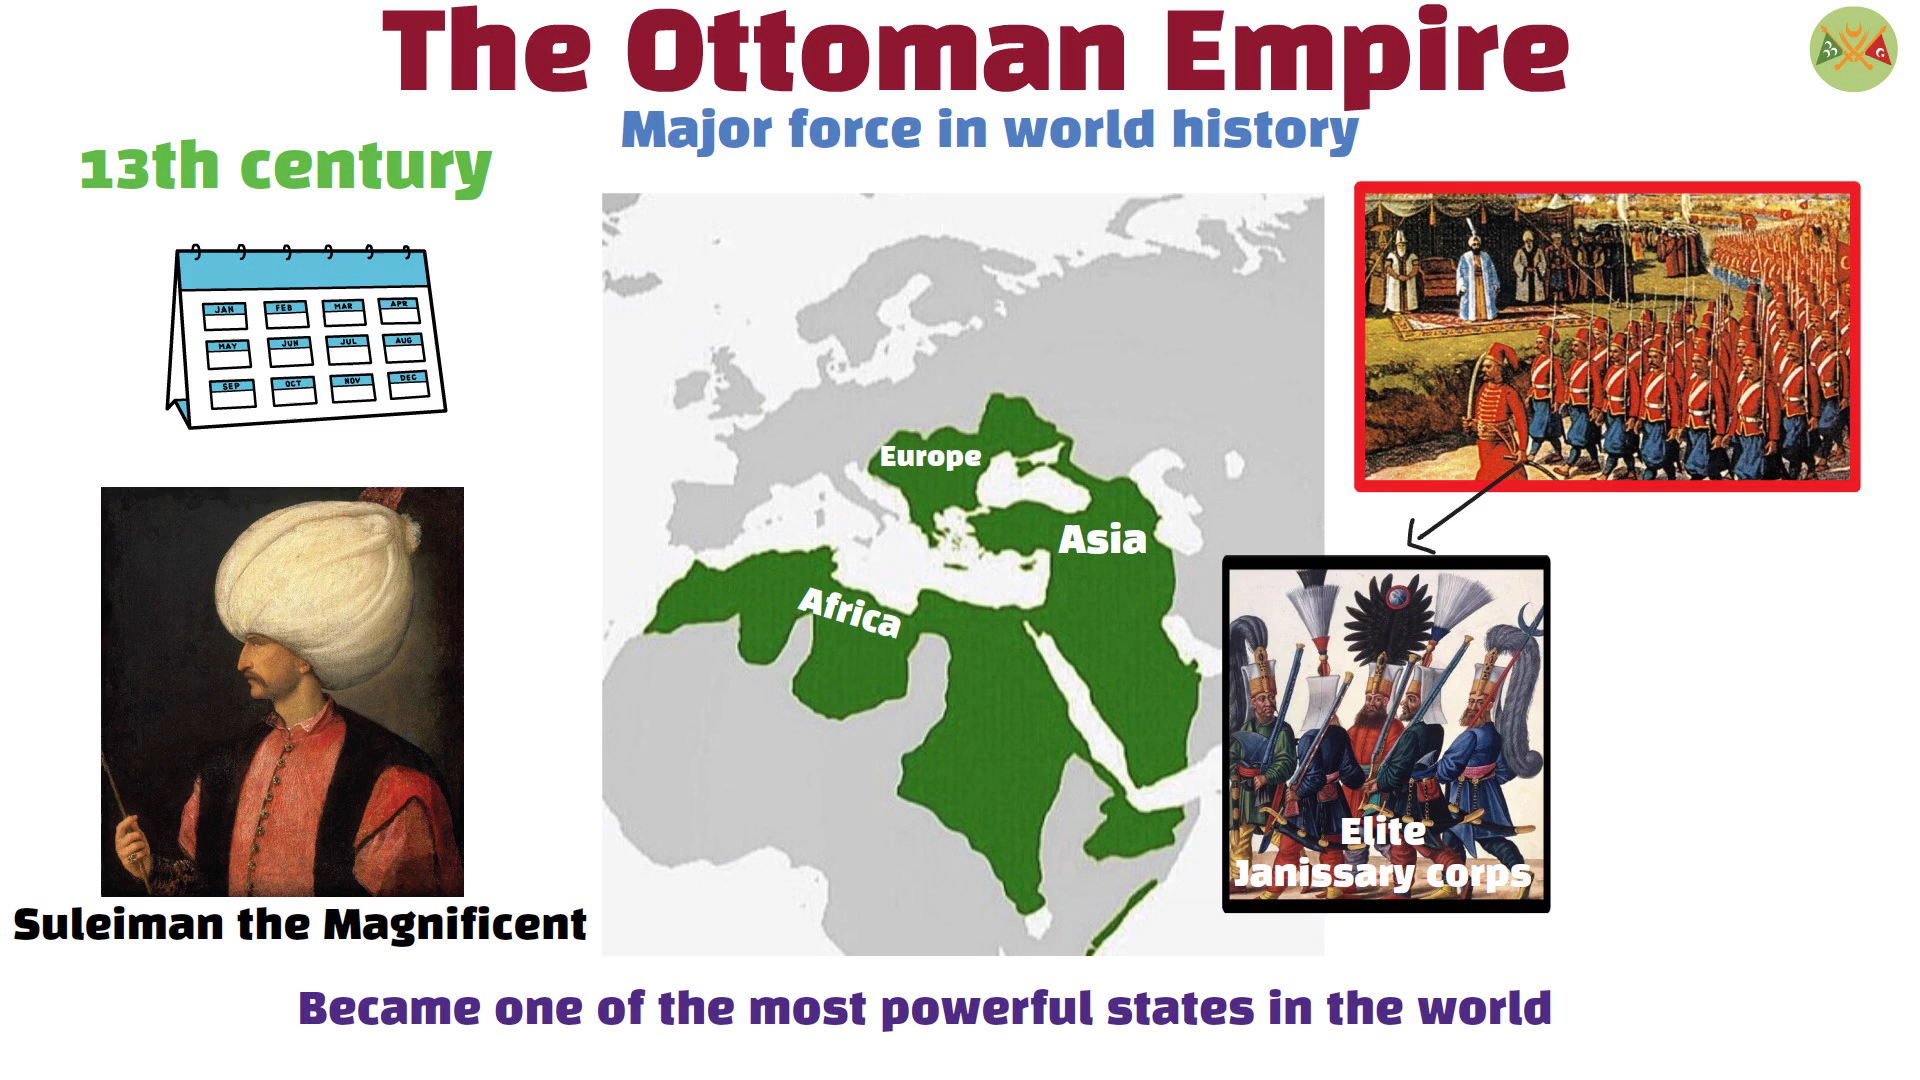 The Ottoman Empire
Major force in world history
13th century
JAN FEB MAR APR
MAY JUN JUL AUG
SEP OCT NOV DEC
Europe
Asia
Africa
Elite
Janissary corps
Suleiman the Magnificent
Became one of the most powerful states in the world